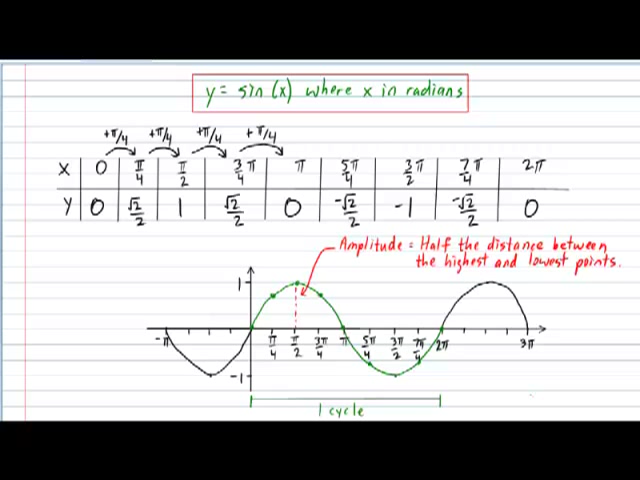 y = sin (x) where x in radians
+π/4 +π/4 +π/4 +π/4
X 0 π/4 π/2 3/4 π π 5/4 π 3/2 π 7/4 π 2π
Y 0 √2/2 1 √2/2 0 -√2/2 -1 -√2/2 0
Amplitude = Half the distance between
the highest and lowest points.
1
-π π/4 π/2 3π/4 π 5π/4 3π/2 7π/4 2π 3π
-1
1 cycle